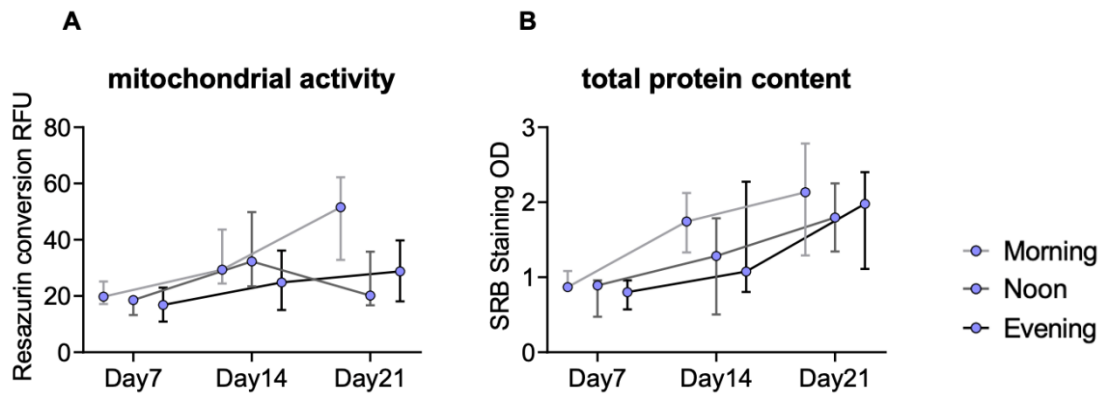 A
mitochondrial activity
Resazurin conversion RFU
80
60
40
20
0
Day7 Day14 Day21
B
total protein content
SRB Staining OD
3
2
1
0
Day7 Day14 Day21
Morning
Noon
Evening